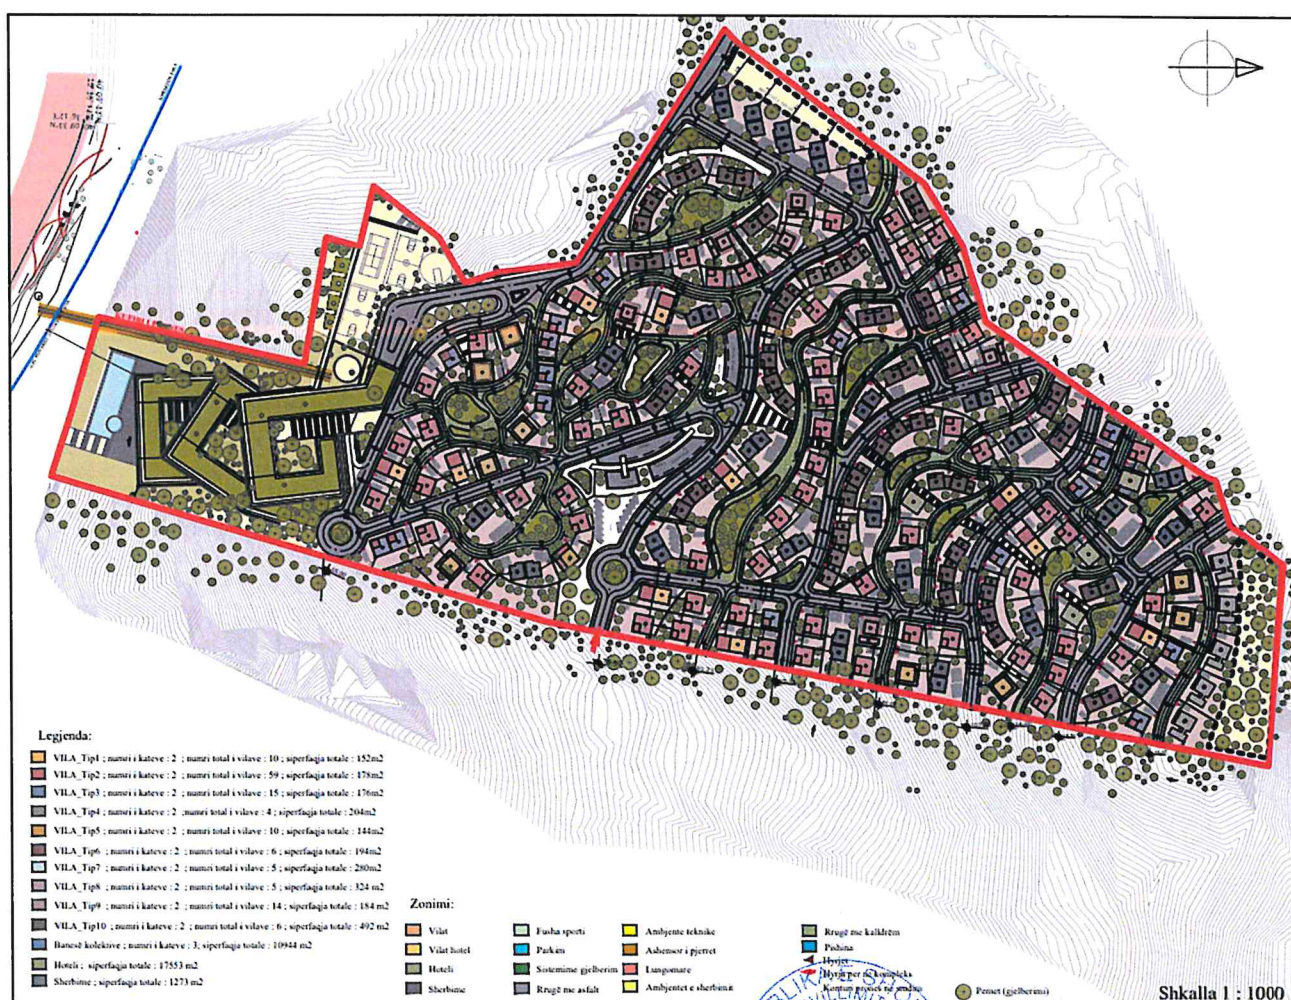 Legjenda:
VILA_Tip1 ; numri i kateve : 2 ; numri total i vilave : 10 ; siperfaqja totale : 152m2
VILA_Tip2 ; numri i kateve : 2 ; numri total i vilave : 59 ; siperfaqja totale : 178m2
VILA_Tip3 ; numri i kateve : 2 ; numri total i vilave : 15 ; siperfaqja totale : 176m2
VILA_Tip4 ; numri i kateve : 2 ;numri total i vilave : 4 ; siperfaqja totale : 204m2
VILA_Tip5 ; numri i kateve : 2 ; numri total i vilave : 10 ; siperfaqja totale : 144m2
VILA_Tip6 ; numri i kateve : 2 ; numri total i vilave : 6 ; siperfaqja totale : 194m2
VILA_Tip7 ; numri i kateve : 2 ; numri total i vilave : 5 ; siperfaqja totale : 280m2
VILA_Tip8 ; numri i kateve : 2 ; numri total i vilave : 5 ; siperfaqja totale : 324 m2
VILA_Tip9 ; numri i kateve : 2 ; numri total i vilave : 14 ; siperfaqja totale : 184 m2
VILA_Tip10 ; numri i kateve : 2 ; numri total i vilave : 6 ; siperfaqja totale : 492 m2
Banesë kolektive ; numri i kateve : 3; siperfaqja totale : 10944 m2
Hoteli ; siperfaqja totale : 17553 m2
Sherbime ; siperfaqja totale : 1273 m2
Zonimi:
Vilat
Vilat hotel
Hoteli
Sherbime
Fusha sporti
Parkim
Sistemime gjelberim
Rrugë me asfalt
Ambjente teknike
Ashensor i pjerret
Lungomare
Ambjentet e sherbimit
Rrugë me kalldrëm
Pishina
Hyrjet
Hyrja per në kompleks
Pemet (gjelberimi)
Shkalla 1 : 1000